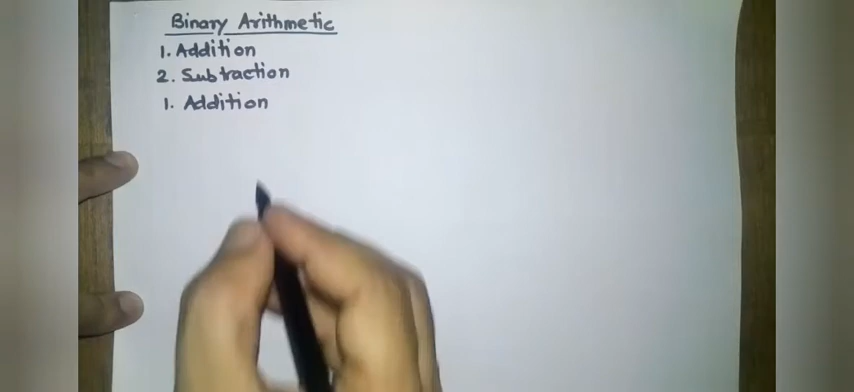 Binary Arithmetic
1. Addition
2. Subtraction
1. Addition